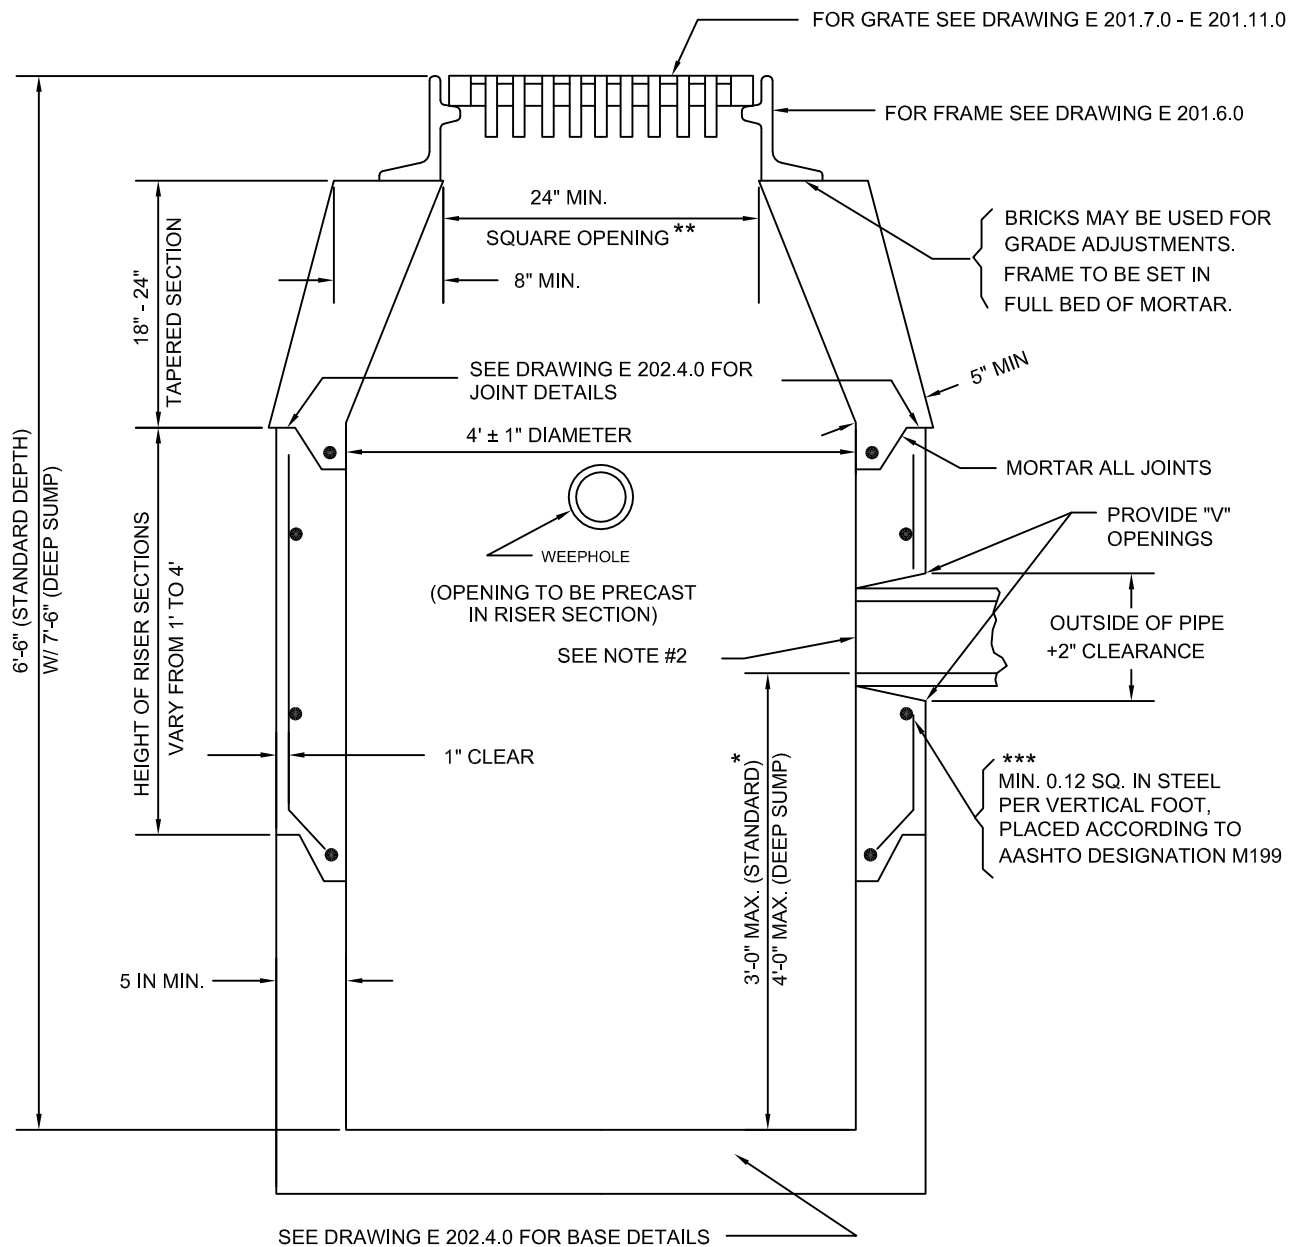 FOR GRATE SEE DRAWING E 201.7.0 - E 201.11.0
FOR FRAME SEE DRAWING E 201.6.0
24" MIN.
SQUARE OPENING **
8" MIN.
BRICKS MAY BE USED FOR
GRADE ADJUSTMENTS.
FRAME TO BE SET IN
FULL BED OF MORTAR.
18" - 24"
TAPERED SECTION
SEE DRAWING E 202.4.0 FOR
JOINT DETAILS
5" MIN
4' ± 1" DIAMETER
MORTAR ALL JOINTS
6'-6" (STANDARD DEPTH)
W/ 7'-6" (DEEP SUMP)
HEIGHT OF RISER SECTIONS
VARY FROM 1' TO 4'
WEEPHOLE
(OPENING TO BE PRECAST
IN RISER SECTION)
PROVIDE "V"
OPENINGS
OUTSIDE OF PIPE
+2" CLEARANCE
SEE NOTE #2
1" CLEAR
3'-0" MAX. (STANDARD) *
4'-0" MAX. (DEEP SUMP)
***
MIN. 0.12 SQ. IN STEEL
PER VERTICAL FOOT,
PLACED ACCORDING TO
AASHTO DESIGNATION M199
5 IN MIN.
SEE DRAWING E 202.4.0 FOR BASE DETAILS